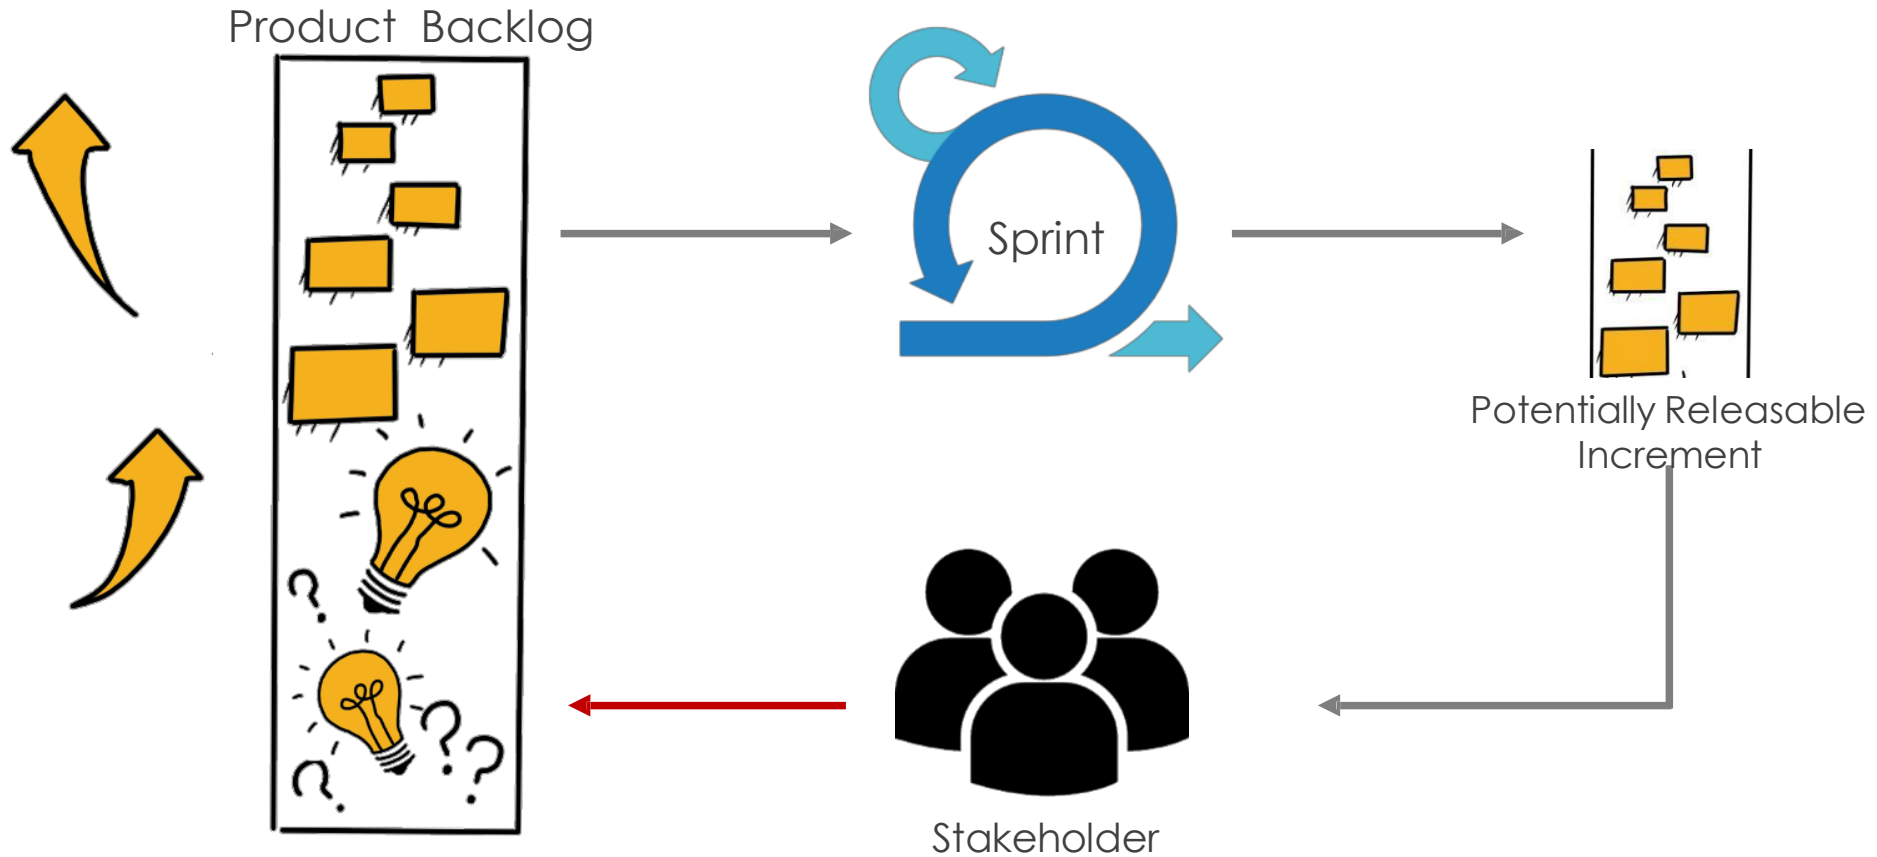 Product Backlog
Sprint
Potentially Releasable
Increment
? 
? ? ?
Stakeholder